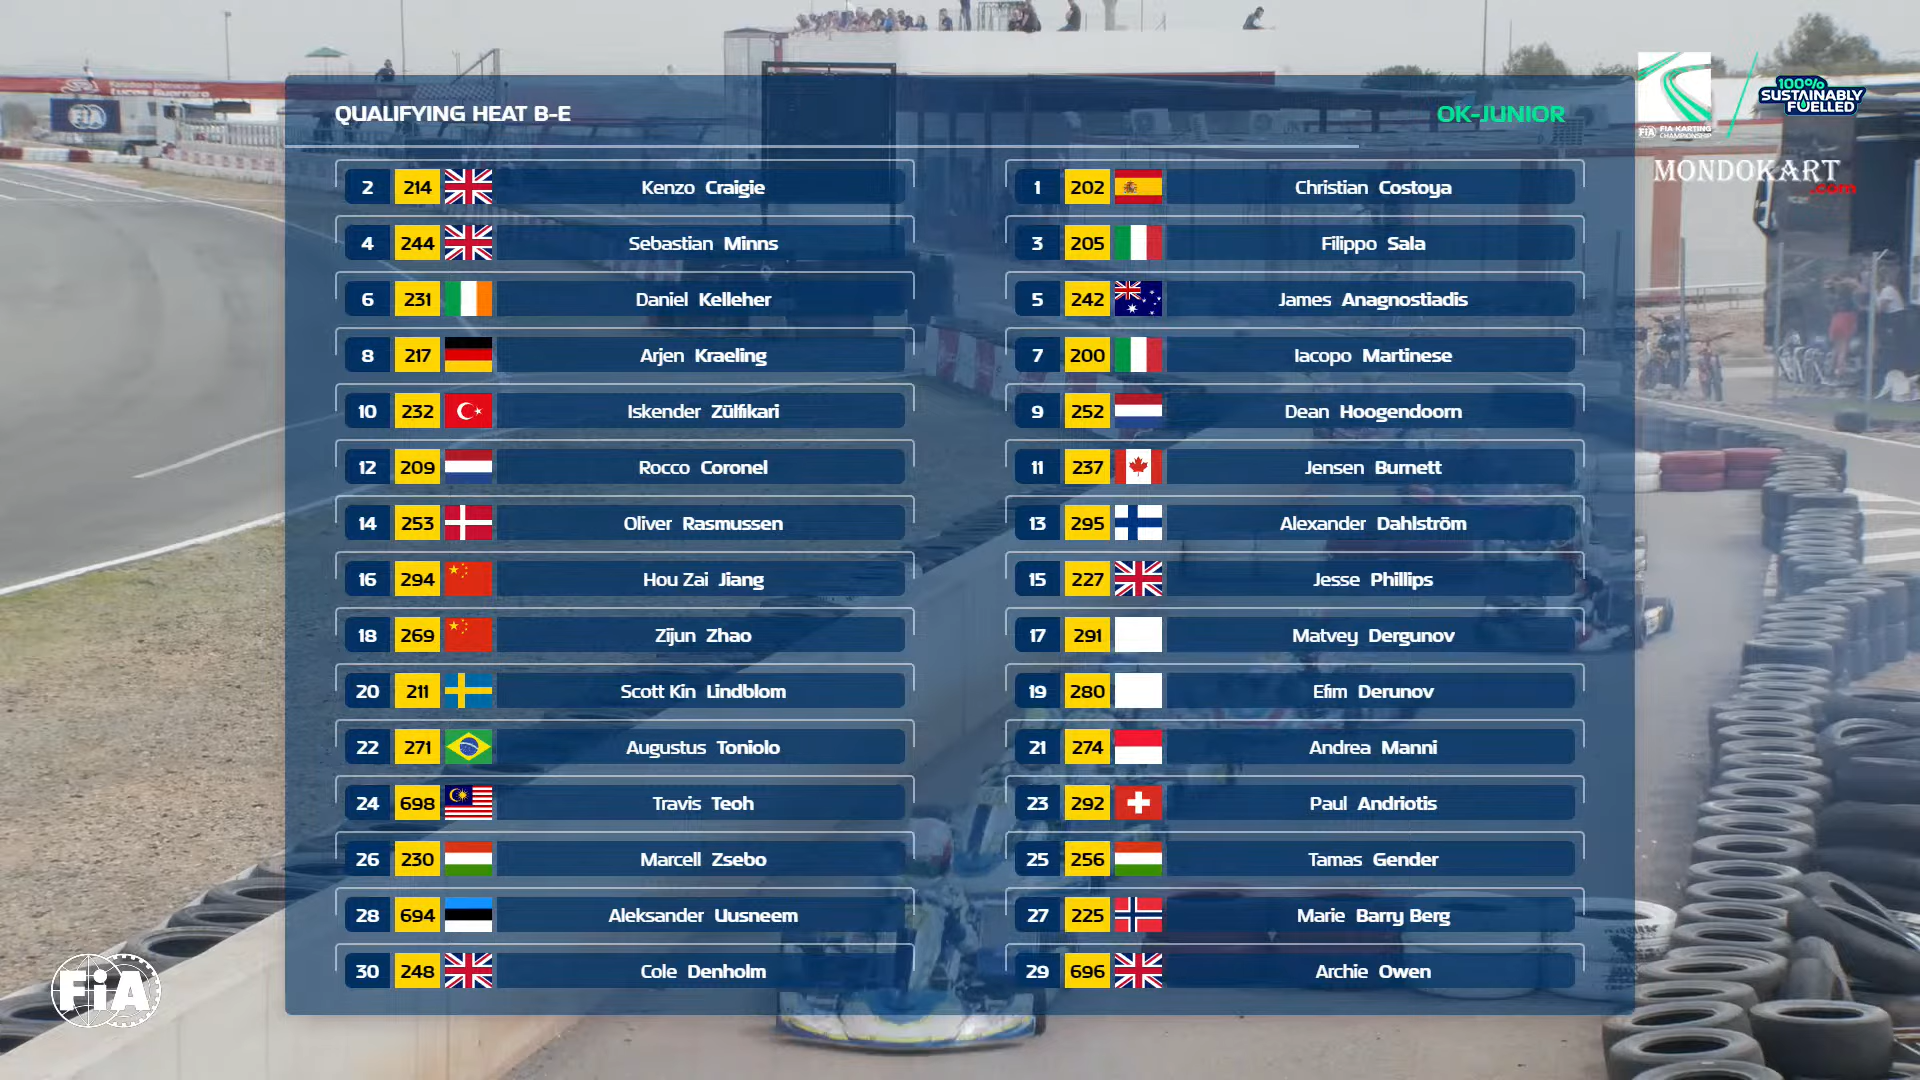 QUALIFYING HEAT B-E
OK-JUNIOR
2 214 Kenzo Craigie
1 202 Christian Costoya
4 244 Sebastian Minns
3 205 Filippo Sala
6 231 Daniel Kelleher
5 242 James Anagnostiadis
8 217 Arjen Kraeling
7 200 Iacopo Martinese
10 232 Iskender Zülfikari
9 252 Dean Hoogendoorn
12 209 Rocco Coronel
11 237 Jensen Burnett
14 253 Oliver Rasmussen
13 295 Alexander Dahlström
16 294 Hou Zai Jiang
15 227 Jesse Phillips
18 269 Zijun Zhao
17 291 Matvey Dergunov
20 211 Scott Kin Lindblom
19 280 Efim Derunov
22 271 Augustus Toniolo
21 274 Andrea Manni
24 698 Travis Teoh
23 292 Paul Andriotis
26 230 Marcell Zsebo
25 256 Tamas Gender
28 694 Aleksander Uusneem
27 225 Marie Barry Berg
30 248 Cole Denholm
29 696 Archie Owen
FIA FIA KARTING
CHAMPIONSHIP
100%
SUSTAINABLY
FUELLED
MONDOKART
.com
FIA
Lucas Guerrero
FIA